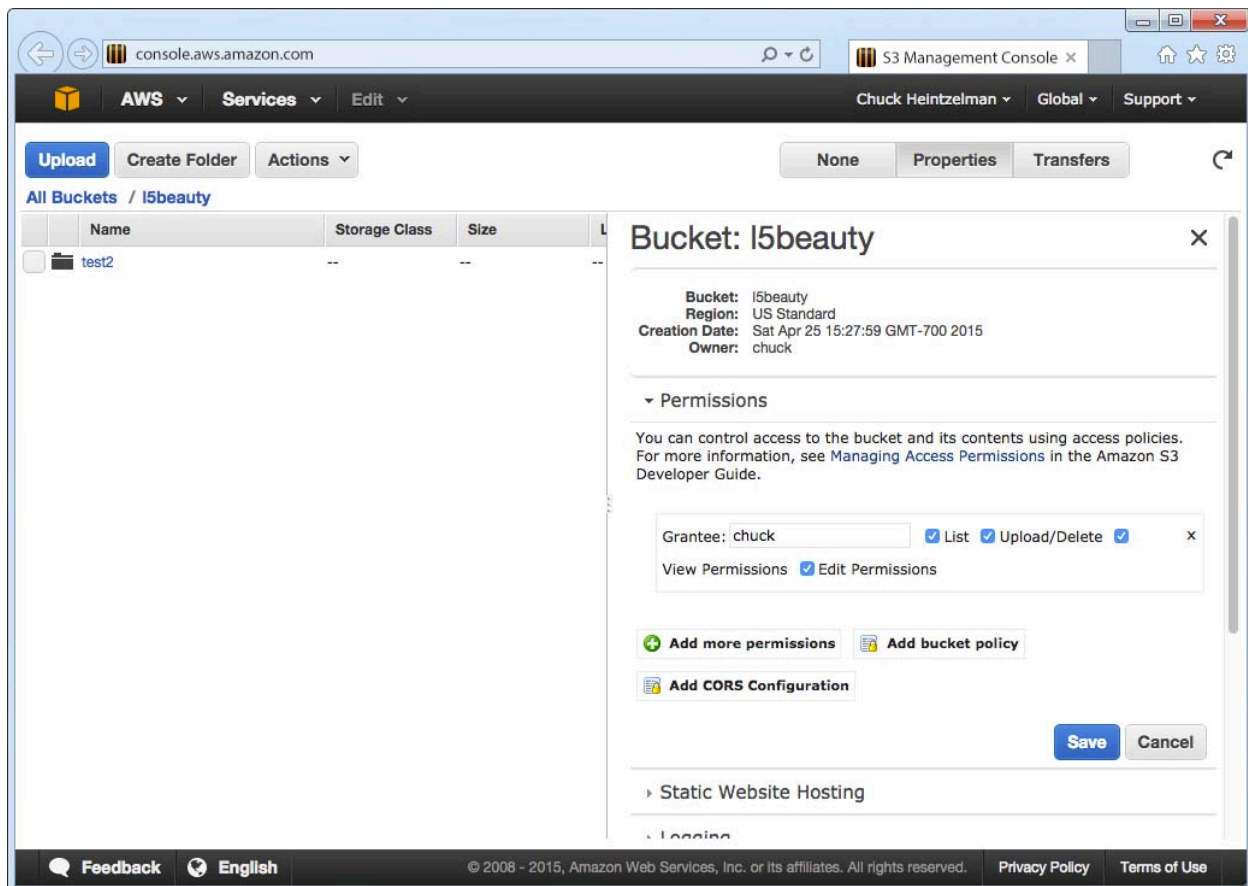 console.aws.amazon.com
S3 Management Console
AWS Services Edit Chuck Heintzelman Global Support
Upload Create Folder Actions None Properties Transfers
All Buckets / l5beauty
Name Storage Class Size L
test2 -- -- --
Bucket: l5beauty
Bucket: l5beauty
Region: US Standard
Creation Date: Sat Apr 25 15:27:59 GMT-700 2015
Owner: chuck
Permissions
You can control access to the bucket and its contents using access policies.
For more information, see Managing Access Permissions in the Amazon S3
Developer Guide.
Grantee: chuck List Upload/Delete x
View Permissions Edit Permissions
Add more permissions Add bucket policy
Add CORS Configuration
Save Cancel
Static Website Hosting
Logging
Feedback English © 2008 - 2015, Amazon Web Services, Inc. or its affiliates. All rights reserved. Privacy Policy Terms of Use